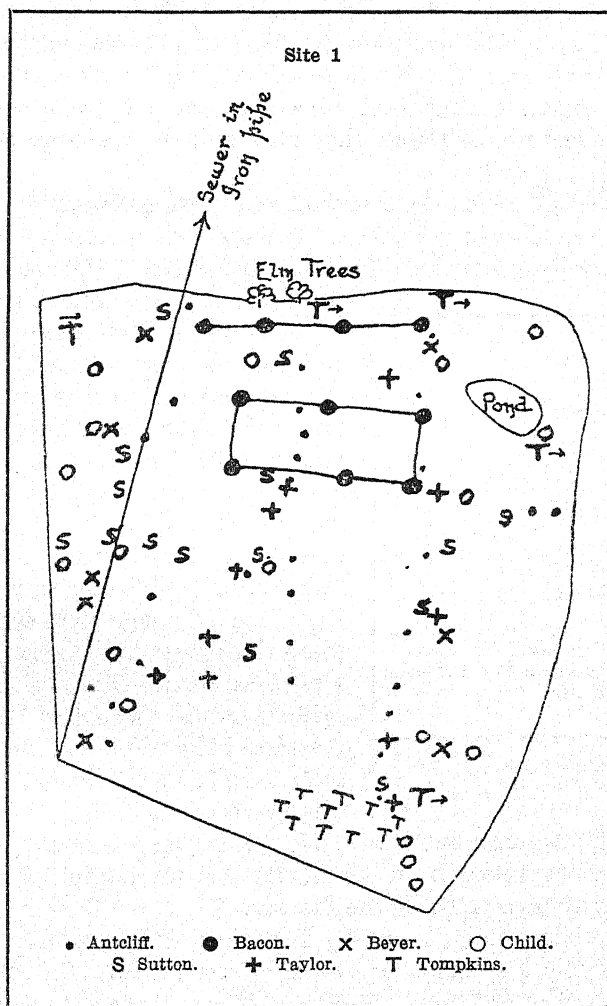 Site 1
Sewer in
Iron pipe
Elm Trees
Pond
• Antcliff. ● Bacon. X Beyer. O Child.
S Sutton. + Taylor. T Tompkins.